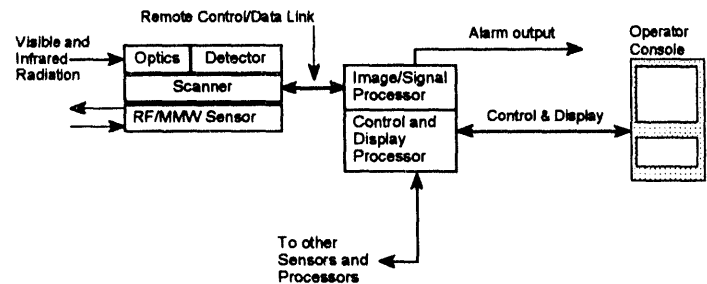 Remote Control/Data Link
Visible and
Infrared
Radiation
Optics
Detector
Scanner
RF/MMW Sensor
Image/Signal
Processor
Control and
Display
Processor
Alarm output
Control & Display
Operator
Console
To other
Sensors and
Processors